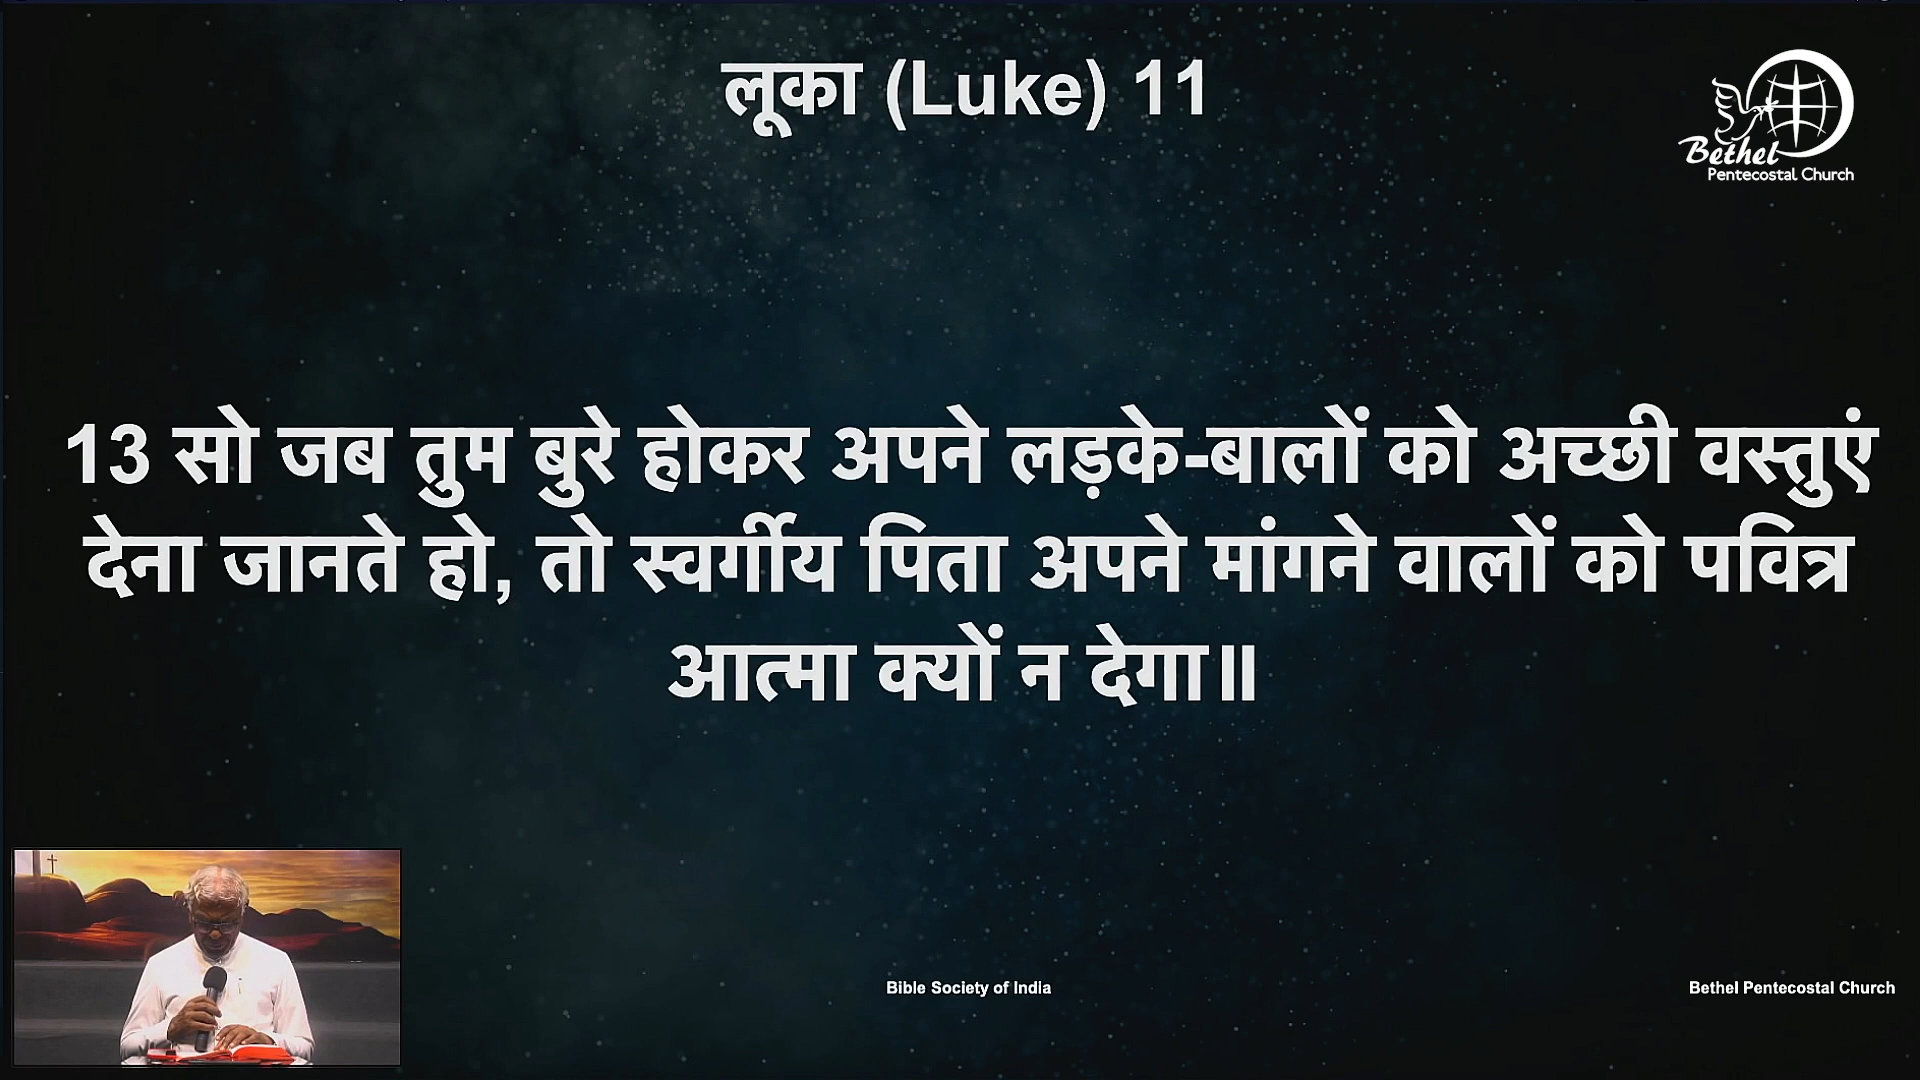 लूका (Luke) 11
Bethel
Pentecostal Church
13 सो जब तुम बुरे होकर अपने लड़के-बालों को अच्छी वस्तुएं
देना जानते हो, तो स्वर्गीय पिता अपने मांगने वालों को पवित्र
आत्मा क्यों न देगा॥
Bible Society of India
Bethel Pentecostal Church